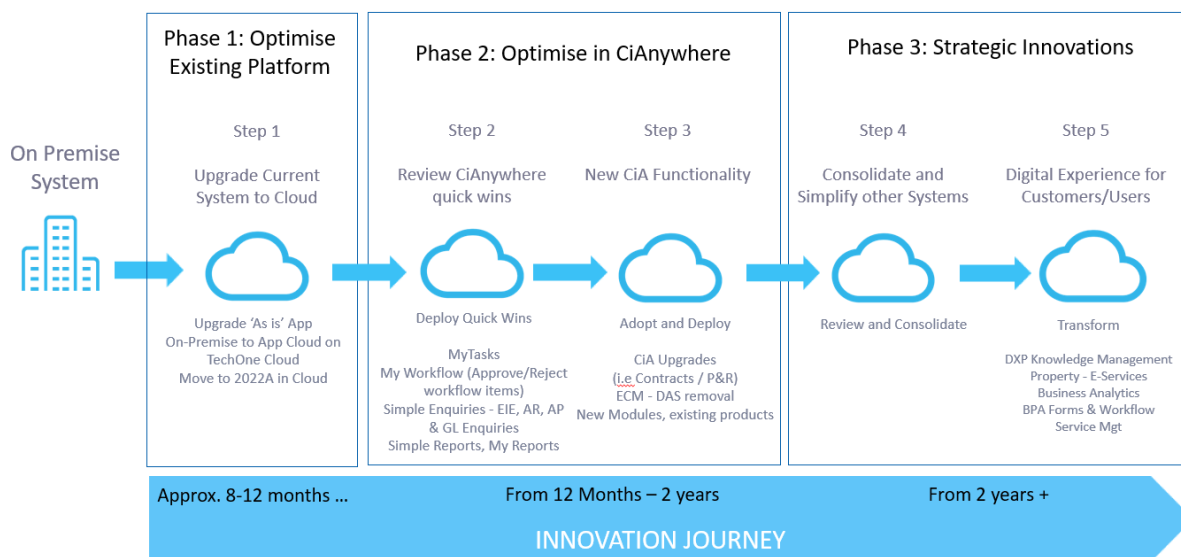 Phase 1: Optimise
Existing Platform
Phase 2: Optimise in CiAnywhere
Phase 3: Strategic Innovations
On Premise
System
Step 1
Upgrade Current
System to Cloud
Upgrade ‘As is’ App
On-Premise to App Cloud on
TechOne Cloud
Move to 2022A in Cloud
Step 2
Review CiAnywhere
quick wins
Deploy Quick Wins
MyTasks
My Workflow (Approve/Reject
workflow items)
Simple Enquiries - EIE, AR, AP
& GL Enquiries
Simple Reports, My Reports
Step 3
New CiA Functionality
Adopt and Deploy
CiA Upgrades
(i.e Contracts / P&R)
ECM - DAS removal
New Modules, existing products
Step 4
Consolidate and
Simplify other Systems
Review and Consolidate
Step 5
Digital Experience for
Customers/Users
Transform
DXP Knowledge Management
Property - E-Services
Business Analytics
BPA Forms & Workflow
Service Mgt
Approx. 8-12 months ...
From 12 Months – 2 years
From 2 years +
INNOVATION JOURNEY